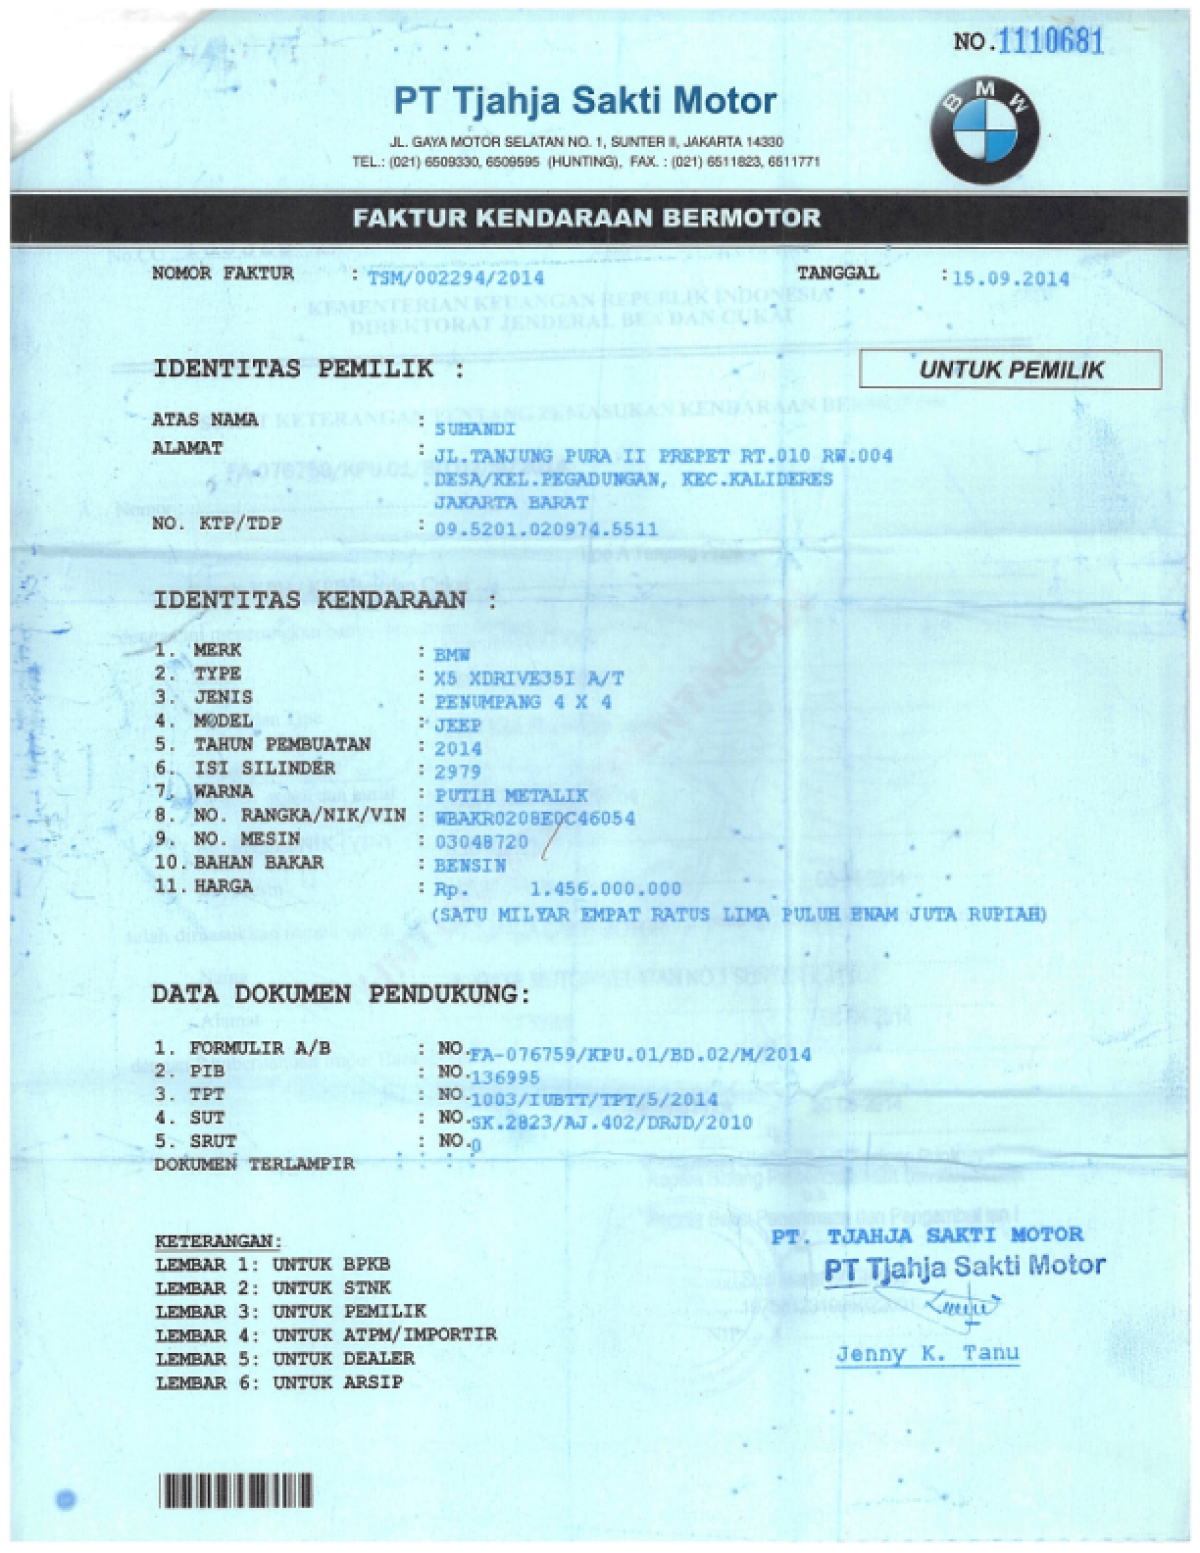 NO.1110681
PT Tjahja Sakti Motor
BMW
JL. GAYA MOTOR SELATAN NO. 1, SUNTER II, JAKARTA 14330
TEL.: (021) 6509330, 6509595 (HUNTING), FAX. : (021) 6511823, 6511771
FAKTUR KENDARAAN BERMOTOR
NOMOR FAKTUR : TSM/002294/2014 TANGGAL : 15.09.2014
KEMENTERIAN KEUANGAN REPUBLIK INDONESIA
DIREKTORAT JENDERAL BEA DAN CUKAI
IDENTITAS PEMILIK :
UNTUK PEMILIK
ATAS NAMA : SUHANDI
ALAMAT : JL.TANJUNG PURA II PREPET RT.010 RW.004
DESA/KEL.PEGADUNGAN, KEC.KALIDERES
JAKARTA BARAT
NO. KTP/TDP : 09.5201.020974.5511
IDENTITAS KENDARAAN :
1. MERK : BMW
2. TYPE : X5 XDRIVE35I A/T
3. JENIS : PENUMPANG 4 X 4
4. MODEL : JEEP
5. TAHUN PEMBUATAN : 2014
6. ISI SILINDER : 2979
7. WARNA : PUTIH METALIK
8. NO. RANGKA/NIK/VIN : WBAKR0208E0C46054
9. NO. MESIN : 03048720
10. BAHAN BAKAR : BENSIN
11. HARGA : Rp. 1.456.000.000
(SATU MILYAR EMPAT RATUS LIMA PULUH ENAM JUTA RUPIAH)
DATA DOKUMEN PENDUKUNG:
1. FORMULIR A/B : NO.FA-076759/KPU.01/BD.02/M/2014
2. PIB : NO.136995
3. TPT : NO.1003/IUBTT/TPT/5/2014
4. SUT : NO.SK.2823/AJ.402/DRJD/2010
5. SRUT : NO.0
DOKUMEN TERLAMPIR : : : :
KETERANGAN:
LEMBAR 1: UNTUK BPKB
LEMBAR 2: UNTUK STNK
LEMBAR 3: UNTUK PEMILIK
LEMBAR 4: UNTUK ATPM/IMPORTIR
LEMBAR 5: UNTUK DEALER
LEMBAR 6: UNTUK ARSIP
PT. TJAHJA SAKTI MOTOR
PT Tjahja Sakti Motor
Jenny K. Tanu